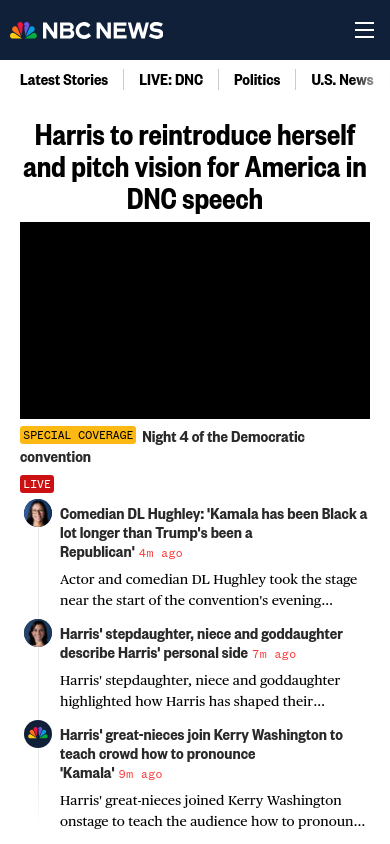 NBC NEWS
Latest Stories
LIVE: DNC
Politics
U.S. News
Harris to reintroduce herself
and pitch vision for America in
DNC speech
SPECIAL COVERAGE Night 4 of the Democratic
convention
LIVE
Comedian DL Hughley: 'Kamala has been Black a
lot longer than Trump's been a
Republican' 4m ago
Actor and comedian DL Hughley took the stage
near the start of the convention's evening...
Harris' stepdaughter, niece and goddaughter
describe Harris' personal side 7m ago
Harris' stepdaughter, niece and goddaughter
highlighted how Harris has shaped their...
Harris' great-nieces join Kerry Washington to
teach crowd how to pronounce
'Kamala' 9m ago
Harris' great-nieces joined Kerry Washington
onstage to teach the audience how to pronoun...